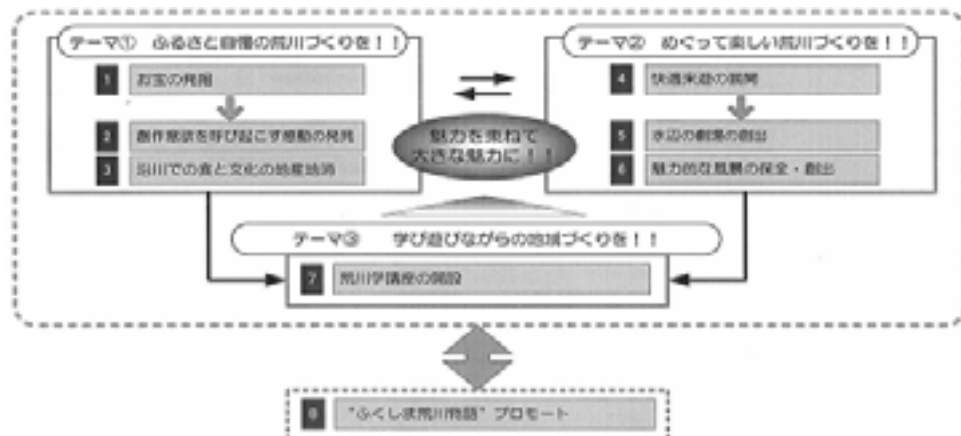 テーマ① ふるさと自慢の荒川づくりを!!
1 お宝の発掘
2 創作意欲を呼び起こす感動の発見
3 沿川での食と文化の地産地消
魅力を束ねて
大きな魅力に!!
テーマ② めぐって楽しい荒川づくりを!!
4 快適来遊の展開
5 水辺の劇場の創出
6 魅力的な風景の保全・創出
テーマ③ 学び遊びながらの地域づくりを!!
7 荒川学講座の開設
8 “ふくしま荒川物語”プロモート